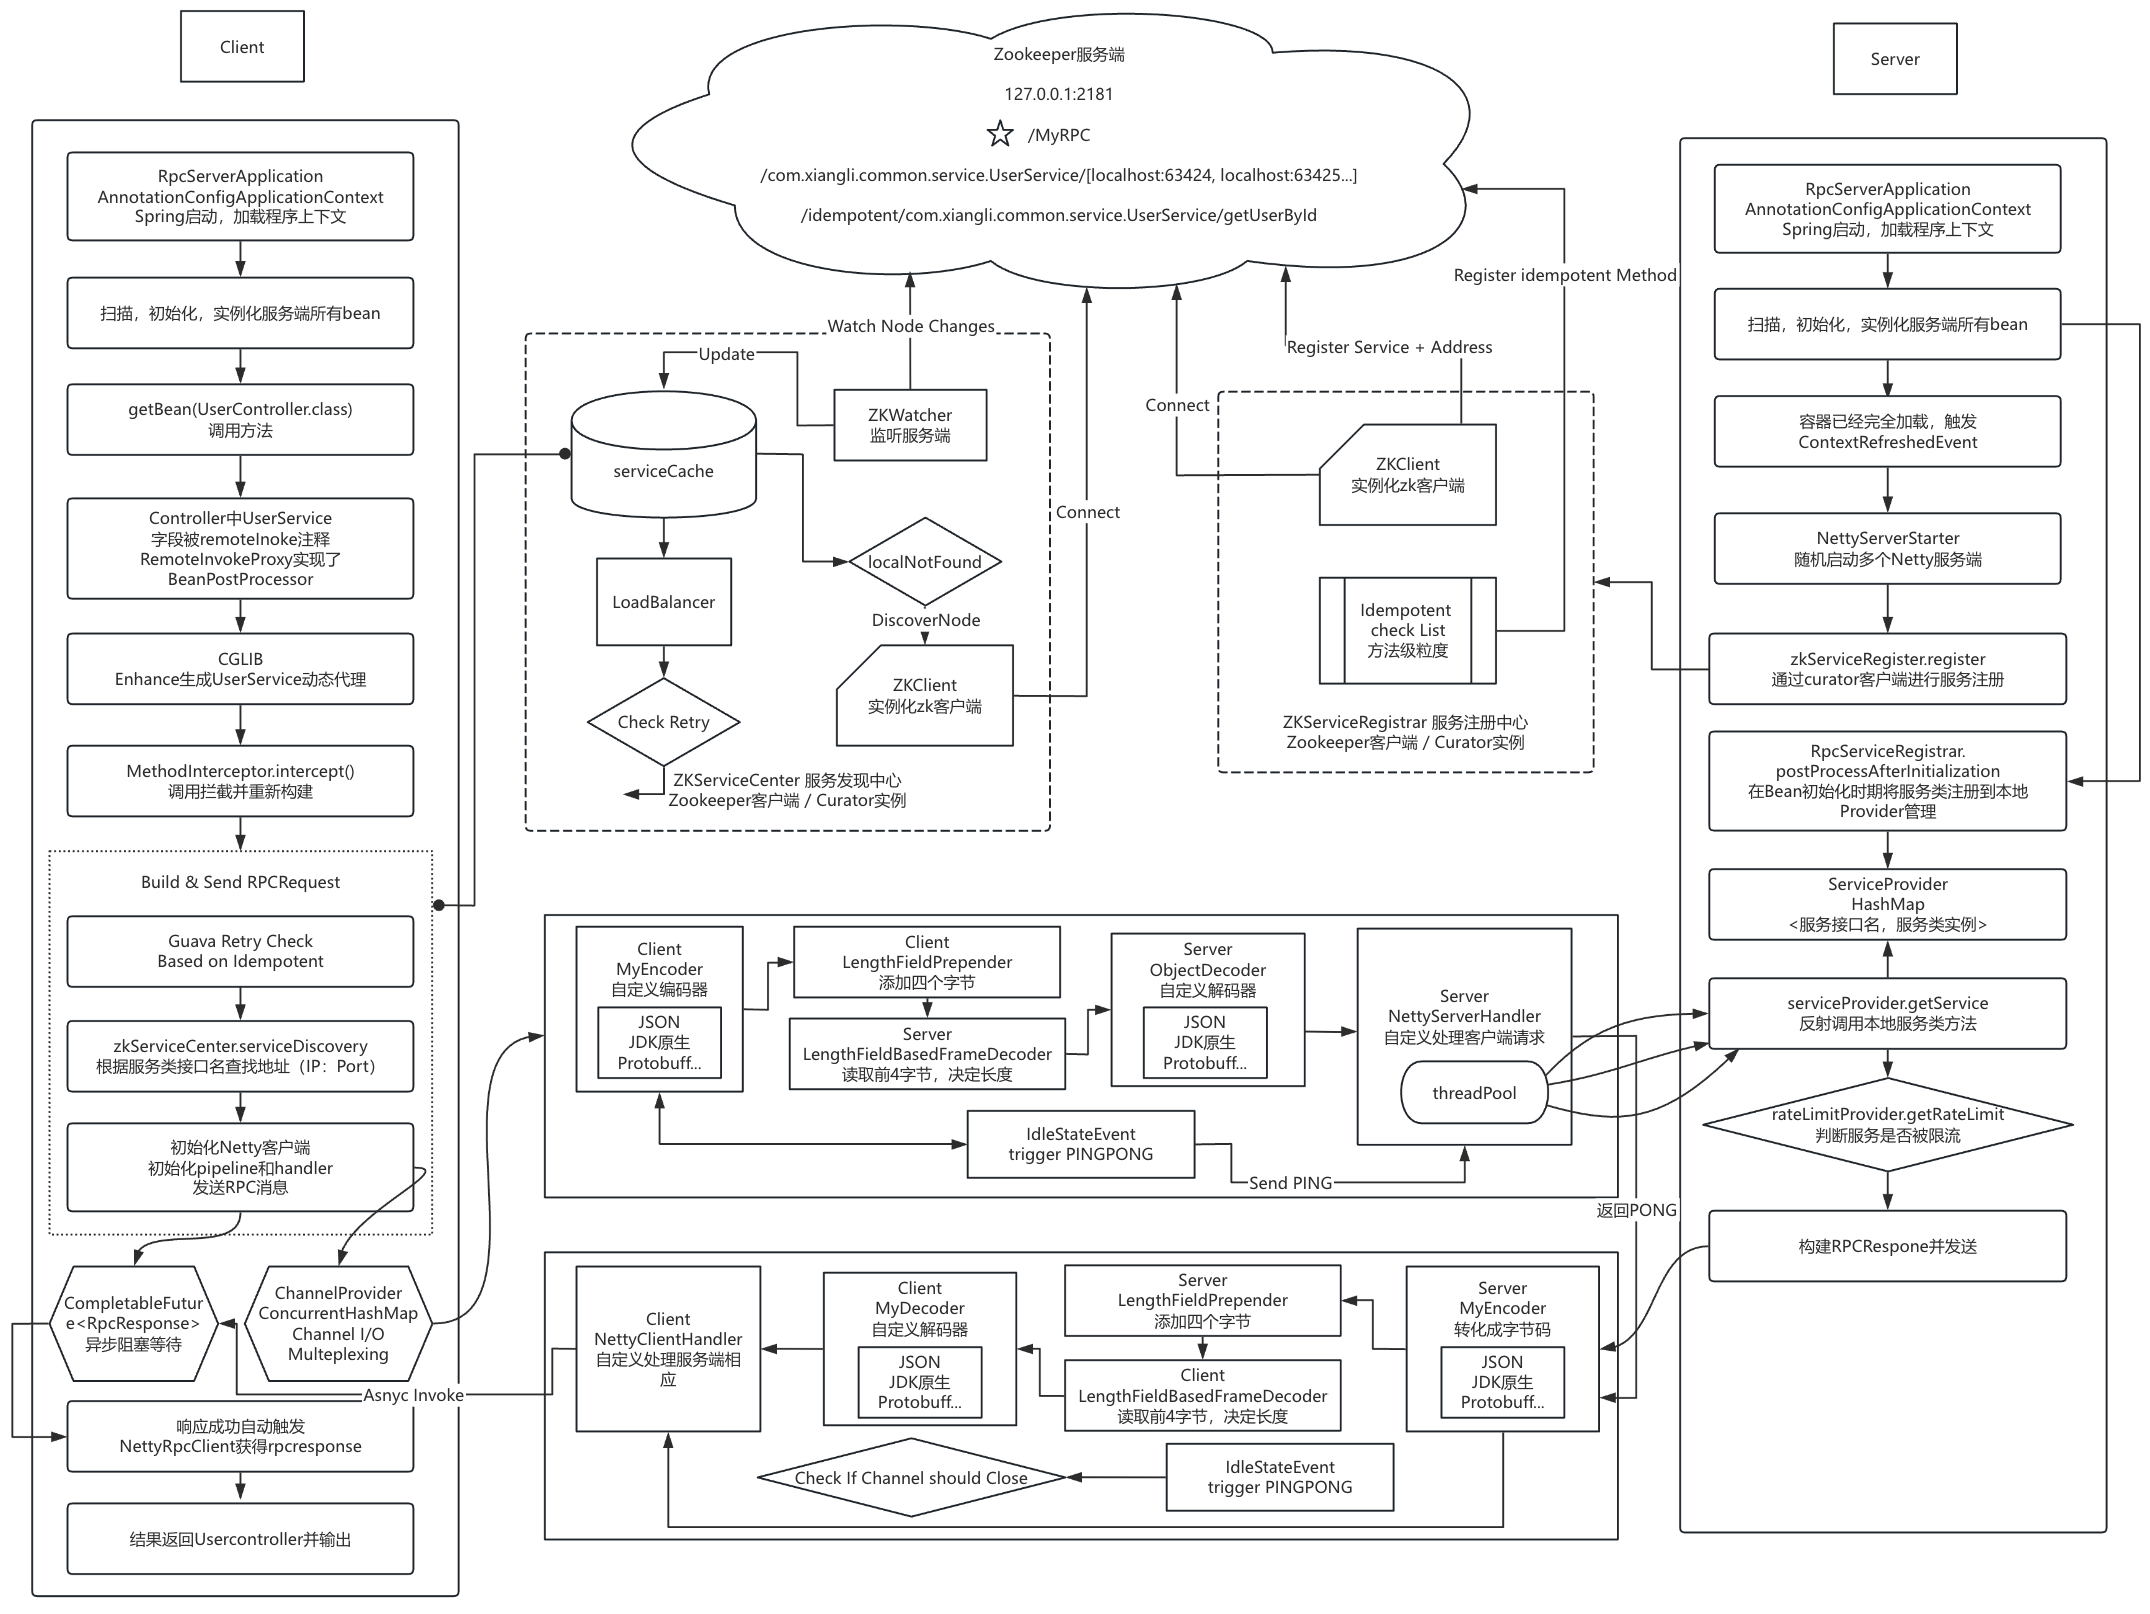 Client
RpcServerApplication
AnnotationConfigApplicationContext
Spring启动，加载程序上下文
扫描，初始化，实例化服务端所有bean
getBean(UserController.class)
调用方法
Controller中UserService
字段被remoteInoke注释
RemoteInvokeProxy实现了
BeanPostProcessor
CGLIB
Enhance生成UserService动态代理
MethodInterceptor.intercept()
调用拦截并重新构建
Build & Send RPCRequest
Guava Retry Check
Based on Idempotent
zkServiceCenter.serviceDiscovery
根据服务类接口名查找地址（IP：Port）
初始化Netty客户端
初始化pipeline和handler
发送RPC消息
CompletableFutur
e<RpcResponse>
异步阻塞等待
ChannelProvider
ConcurrentHashMap
Channel I/O
Multeplexing
Asnyc Invoke
响应成功自动触发
NettyRpcClient获得rpcresponse
结果返回Usercontroller并输出
Zookeeper服务端
127.0.0.1:2181
/MyRPC
/com.xiangli.common.service.UserService/[localhost:63424, localhost:63425...]
/idempotent/com.xiangli.common.service.UserService/getUserById
Watch Node Changes
Update
ZKWatcher
监听服务端
serviceCache
Connect
localNotFound
LoadBalancer
DiscoverNode
ZKClient
实例化zk客户端
Check Retry
ZKServiceCenter 服务发现中心
Zookeeper客户端 / Curator实例
Register idempotent Method
Register Service + Address
Connect
ZKClient
实例化zk客户端
Idempotent
check List
方法级粒度
ZKServiceRegistrar 服务注册中心
Zookeeper客户端 / Curator实例
Client
MyEncoder
自定义编码器
JSON
JDK原生
Protobuff...
Client
LengthFieldPrepender
添加四个字节
Server
LengthFieldBasedFrameDecoder
读取前4字节，决定长度
Server
ObjectDecoder
自定义解码器
JSON
JDK原生
Protobuff...
Server
NettyServerHandler
自定义处理客户端请求
threadPool
IdleStateEvent
trigger PINGPONG
Send PING
返回PONG
Client
NettyClientHandler
自定义处理服务端相
应
Client
MyDecoder
自定义解码器
JSON
JDK原生
Protobuff...
Server
LengthFieldPrepender
添加四个字节
Client
LengthFieldBasedFrameDecoder
读取前4字节，决定长度
Server
MyEncoder
转化成字节码
JSON
JDK原生
Protobuff...
Check If Channel should Close
IdleStateEvent
trigger PINGPONG
Server
RpcServerApplication
AnnotationConfigApplicationContext
Spring启动，加载程序上下文
扫描，初始化，实例化服务端所有bean
容器已经完全加载，触发
ContextRefreshedEvent
NettyServerStarter
随机启动多个Netty服务端
zkServiceRegister.register
通过curator客户端进行服务注册
RpcServiceRegistrar.
postProcessAfterInitialization
在Bean初始化时期将服务类注册到本地
Provider管理
ServiceProvider
HashMap
<服务接口名，服务类实例>
serviceProvider.getService
反射调用本地服务类方法
rateLimitProvider.getRateLimit
判断服务是否被限流
构建RPCRespone并发送